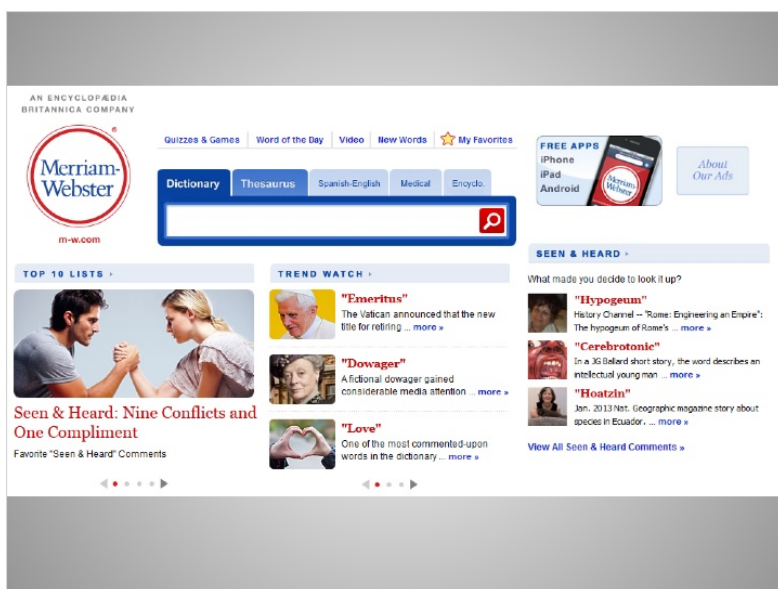 AN ENCYCLOPÆDIA
BRITANNICA COMPANY
Merriam-
Webster
®
m-w.com
Quizzes & Games
Word of the Day
Video
New Words
My Favorites
Dictionary
Thesaurus
Spanish-English
Medical
Encyclo.
FREE APPS
iPhone
iPad
Android
Merriam-
Webster
About
Our Ads
TOP 10 LISTS ›
Seen & Heard: Nine Conflicts and
One Compliment
Favorite "Seen & Heard" Comments
TREND WATCH ›
"Emeritus"
The Vatican announced that the new
title for retiring ... more »
"Dowager"
A fictional dowager gained
considerable media attention ... more »
"Love"
One of the most commented-upon
words in the dictionary ... more »
SEEN & HEARD ›
What made you decide to look it up?
"Hypogeum"
History Channel -- "Rome: Engineering an Empire":
The hypogeum of Rome's ... more »
"Cerebrotonic"
In a JG Ballard short story, the word describes an
intellectual young man ... more »
"Hoatzin"
Jan. 2013 Nat. Geographic magazine story about
species in Ecuador, ... more »
View All Seen & Heard Comments »